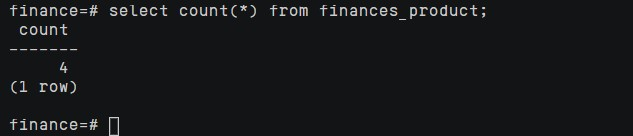 finance=# select count(*) from finances_product;
 count
-------
     4
(1 row)

finance=#